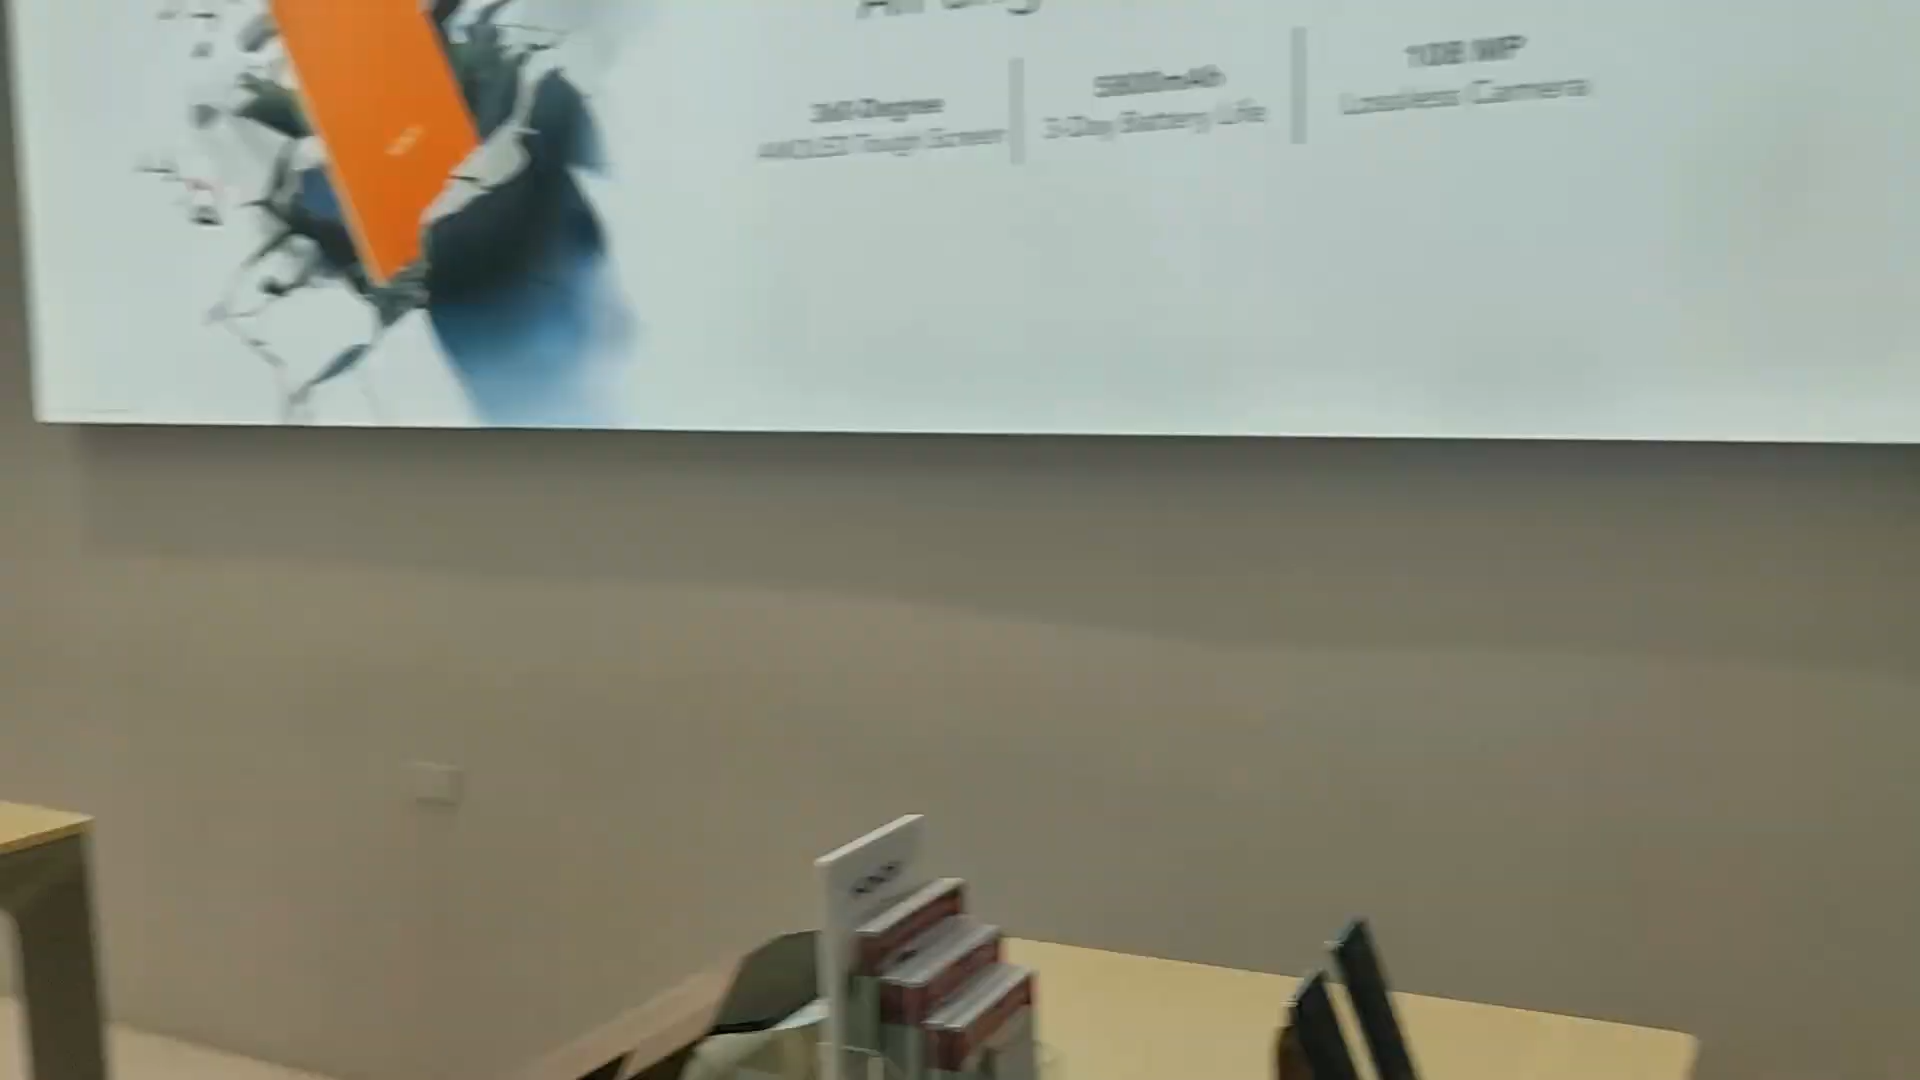 360-Degree
AMOLED Tough Screen
5800mAh
3-Day Battery Life
108 MP
Lossless Camera